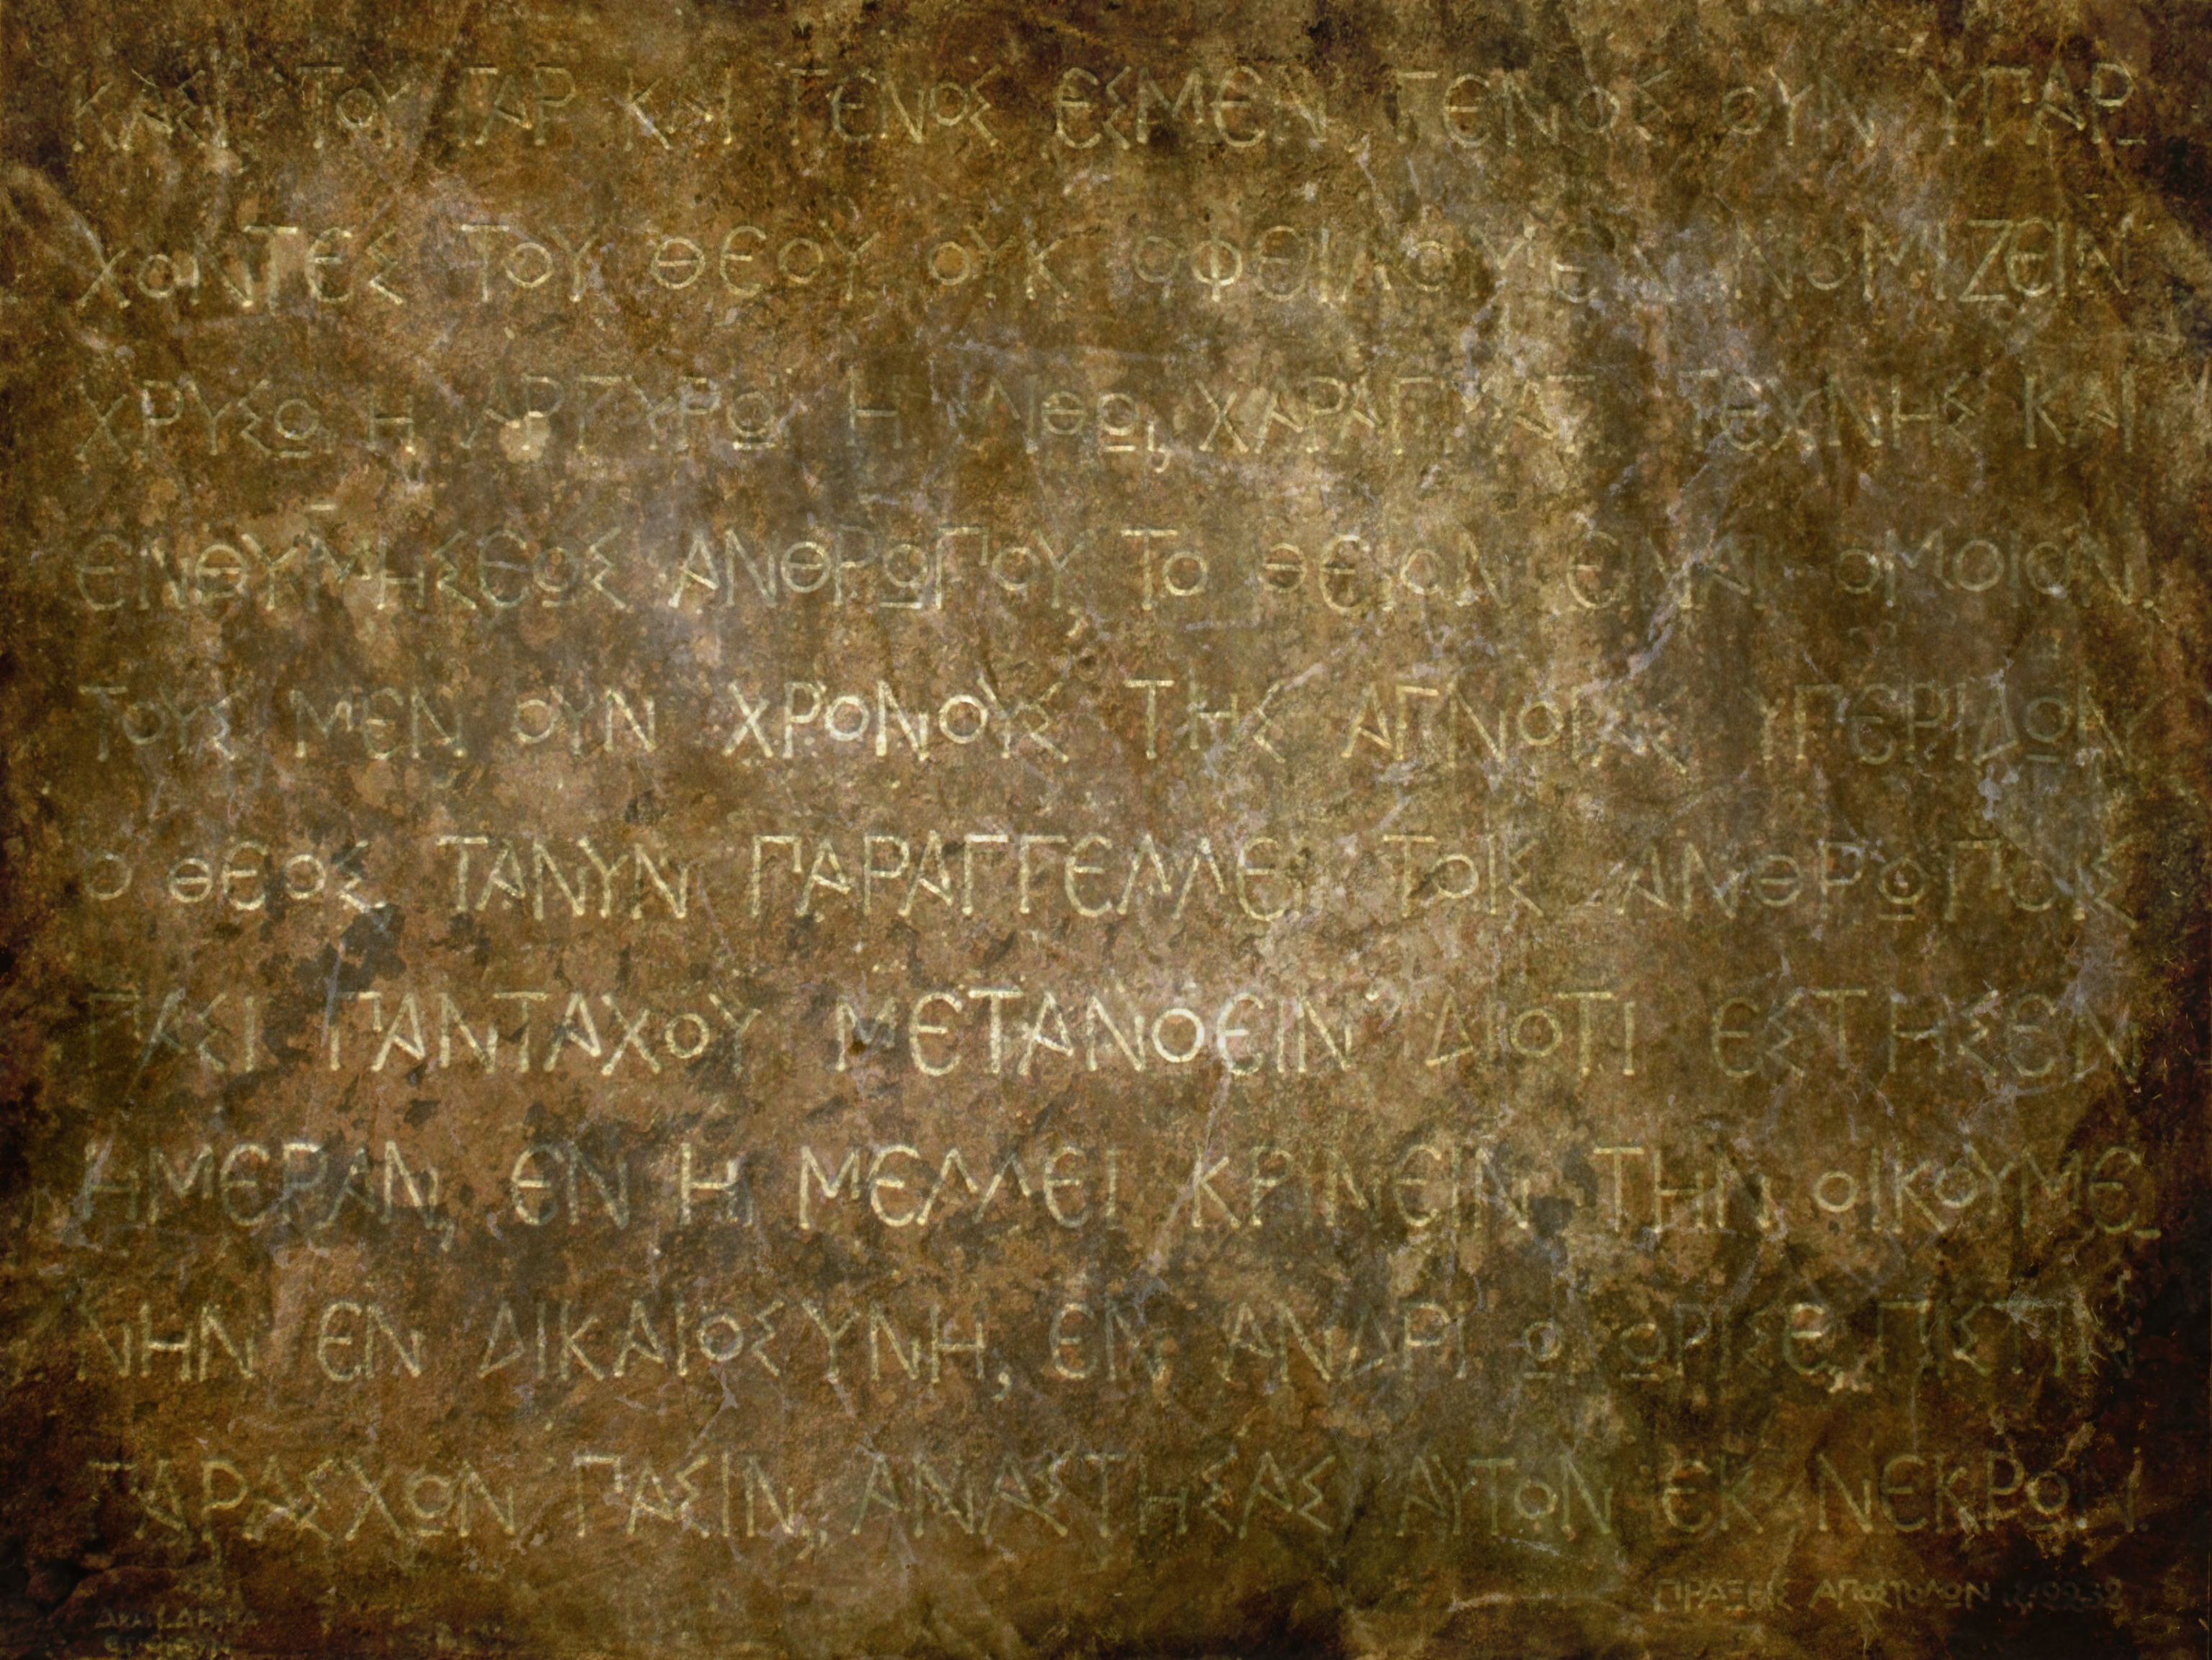 ΚΑΙ ΤΟΥ ΓΑΡ ΚΑΙ ΓΕΝΟΣ ΕΣΜΕΝ ΓΕΝΟΣ ΟΥΝ ΥΠΑΡ-
ΧΟΝΤΕΣ ΤΟΥ ΘΕΟΥ ΟΥΚ ΟΦΕΙΛΟΥΕΝ ΝΟΜΙΖΕΙΝ
ΧΡΥΣΩ Η ΑΡΓΥΡΩ Η ΛΙΘΩ, ΧΑΡΑΓΜΑΤΙ ΤΕΧΝΗΣ ΚΑΙ
ΕΝΘΥΜΗΣΕΩΣ ΑΝΘΡΩΠΟΥ ΤΟ ΘΕΙΟΝ ΕΙΝΑΙ ΟΜΟΙΟΝ.
ΤΟΥΣ ΜΕΝ ΟΥΝ ΧΡΟΝΟΥΣ ΤΗΣ ΑΓΝΟΙΑΣ ΥΠΕΡΙΔΩΝ
Ο ΘΕΟΣ ΤΑΝΥΝ ΠΑΡΑΓΓΕΛΛΕΙ ΤΟΙΣ ΑΝΘΡΩΠΟΙΣ
ΠΑΣΙ ΠΑΝΤΑΧΟΥ ΜΕΤΑΝΟΕΙΝ ΔΙΟΤΙ ΕΣΤΗΣΕΝ
ΗΜΕΡΑΝ, ΕΝ Η ΜΕΛΛΕΙ ΚΡΙΝΕΙΝ ΤΗΝ ΟΙΚΟΥΜΕ-
ΝΗΝ ΕΝ ΔΙΚΑΙΟΣΥΝΗ, ΕΝ ΑΝΔΡΙ Ω ΩΡΙΣΕ, ΠΙΣΤΙΝ
ΠΑΡΑΣΧΩΝ ΠΑΣΙΝ, ΑΝΑΣΤΗΣΑΣ ΑΥΤΟΝ ΕΚ ΝΕΚΡΩΝ.
ΠΡΑΞΕΙΣ ΑΠΟΣΤΟΛΩΝ